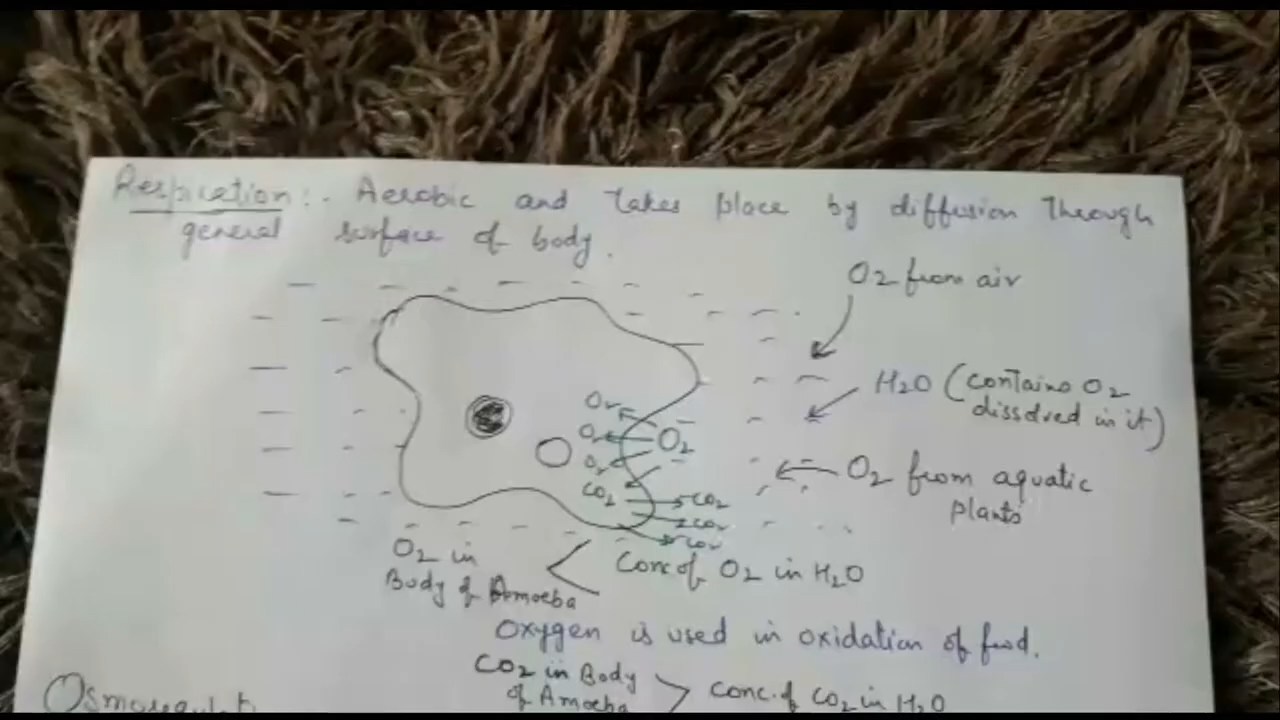 Respiration:- Aerobic and takes place by diffusion through
general surface of body.
O2 from air
H2O (contains O2
dissolved in it)
O2 from aquatic
plants
O2
O2
O2
O2
CO2
CO2
CO2
CO2
O2 in
Body of Amoeba < Conc of O2 in H2O
Oxygen is used in oxidation of food.
CO2 in Body
of Amoeba > Conc. of CO2 in H2O